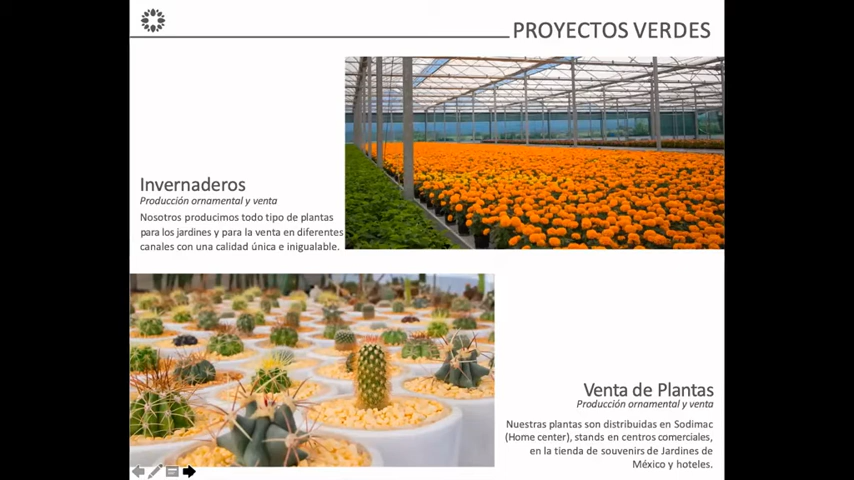 PROYECTOS VERDES
Invernaderos
Producción ornamental y venta
Nosotros producimos todo tipo de plantas
para los jardines y para la venta en diferentes
canales con una calidad única e inigualable.
Venta de Plantas
Producción ornamental y venta
Nuestras plantas son distribuidas en Sodimac
(Home center), stands en centros comerciales,
en la tienda de souvenirs de Jardines de
México y hoteles.